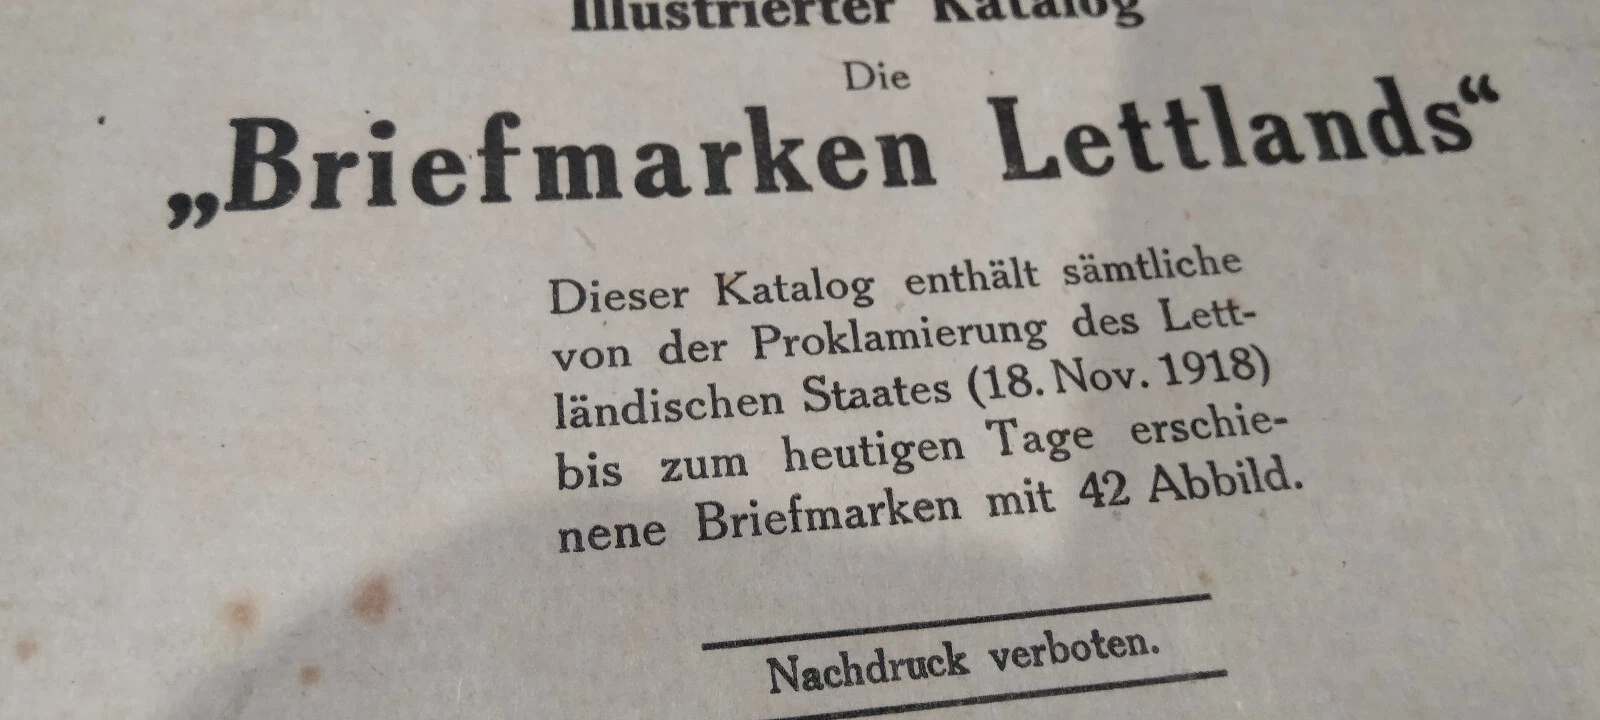 Illustrierter Katalog
Die
„Briefmarken Lettlands“
Dieser Katalog enthält sämtliche
von der Proklamierung des Lett-
ländischen Staates (18. Nov. 1918)
bis zum heutigen Tage erschie-
nene Briefmarken mit 42 Abbild.
Nachdruck verboten.